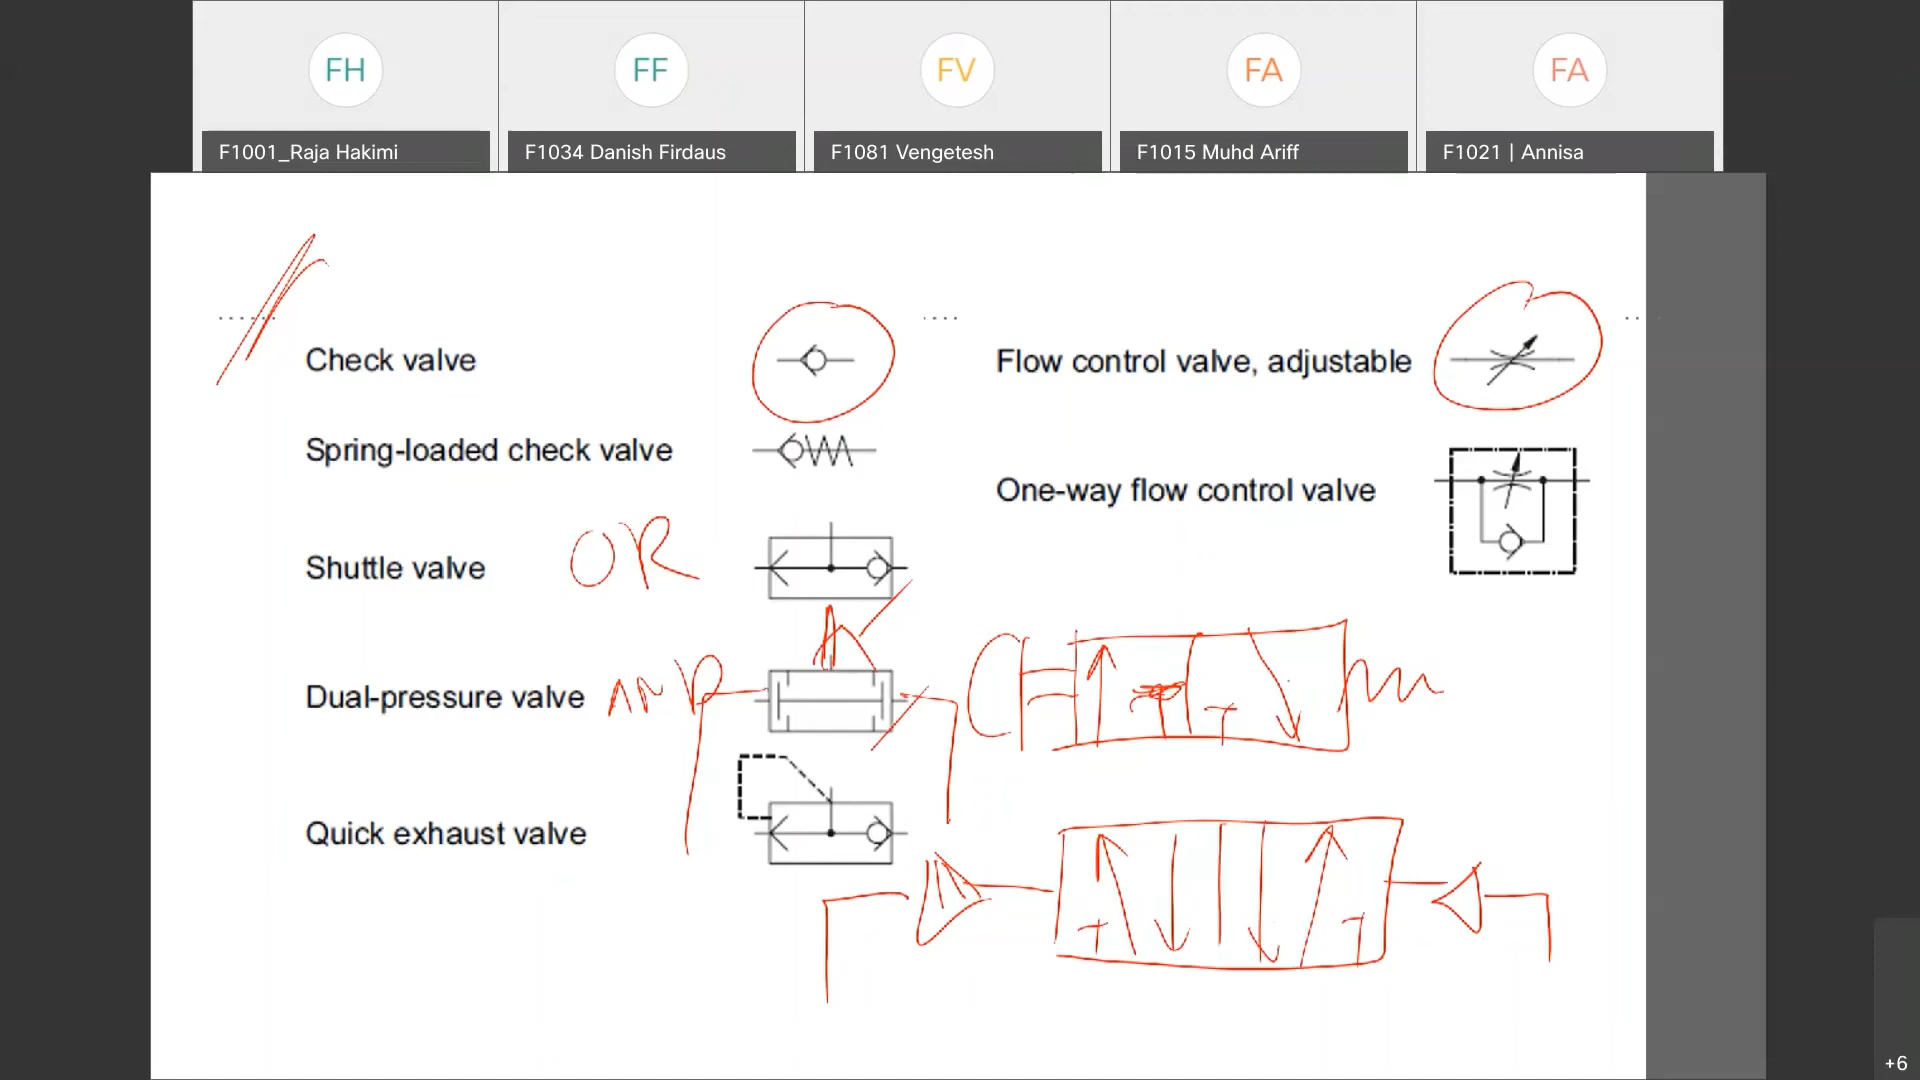 FH FF FV FA FA
F1001_Raja Hakimi F1034 Danish Firdaus F1081 Vengetesh F1015 Muhd Ariff F1021 | Annisa
Check valve
Flow control valve, adjustable
Spring-loaded check valve
One-way flow control valve
Shuttle valve OR
Dual-pressure valve AND
Quick exhaust valve
+6